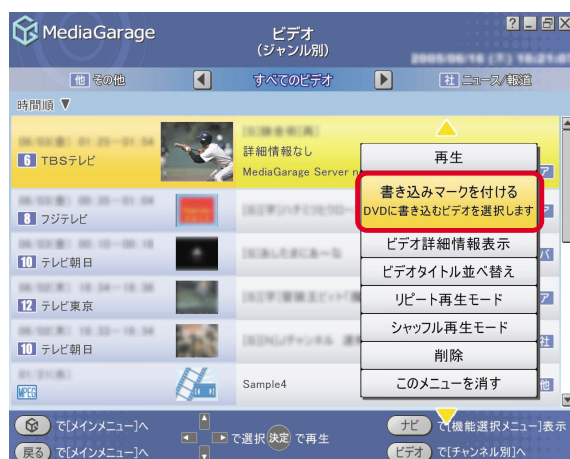 MediaGarage
ビデオ
(ジャンル別)
他 その他
すべてのビデオ
社 ニュース/報道
時間順 ▼
6 TBSテレビ
詳細情報なし
MediaGarage Server
8 フジテレビ
10 テレビ朝日
12 テレビ東京
10 テレビ朝日
MPEG
Sample4
再生
書き込みマークを付ける
DVDに書き込むビデオを選択します
ビデオ詳細情報表示
ビデオタイトル並べ替え
リピート再生モード
シャッフル再生モード
削除
このメニューを消す
ア
バ
ア
社
他
で[メインメニュー]へ
戻る で[メインメニュー]へ
で選択 決定 で再生
ナビ で[機能選択メニュー]表示
ビデオ で[チャンネル別]へ